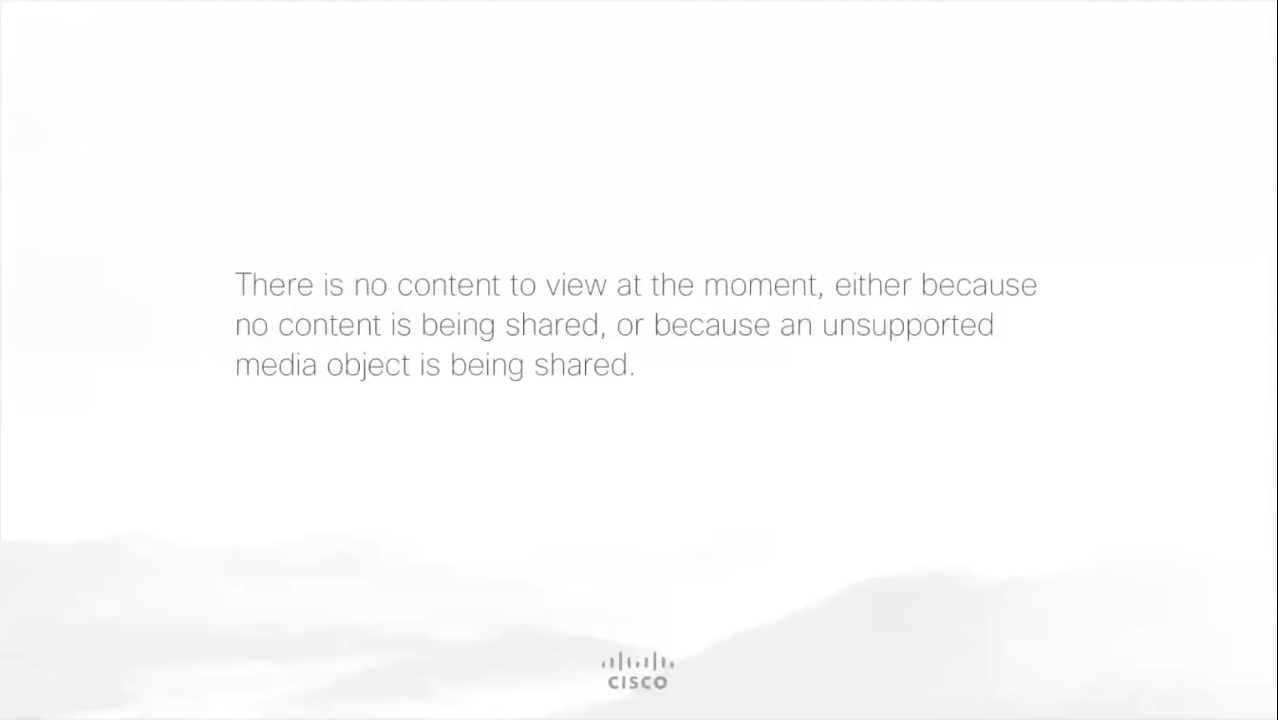 There is no content to view at the moment, either because
no content is being shared, or because an unsupported
media object is being shared.
CISCO